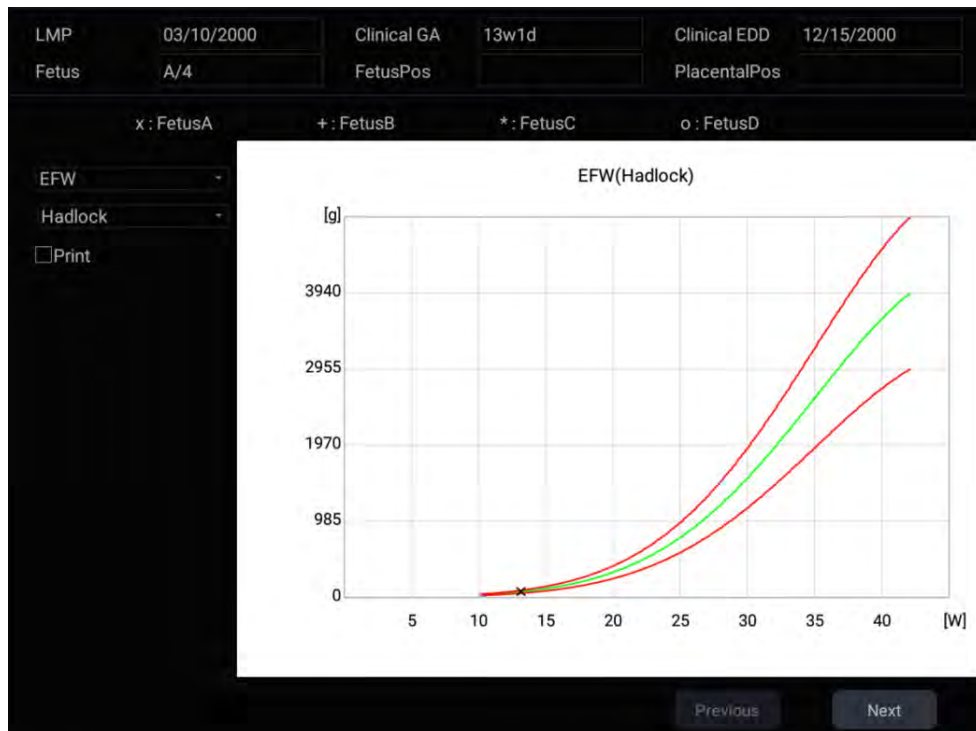 LMP 03/10/2000 Clinical GA 13w1d Clinical EDD 12/15/2000
Fetus A/4 FetusPos PlacentalPos
x : FetusA + : FetusB * : FetusC o : FetusD
EFW
Hadlock
Print
EFW(Hadlock)
[g]
3940
2955
1970
985
0
5 10 15 20 25 30 35 40 [W]
Previous Next